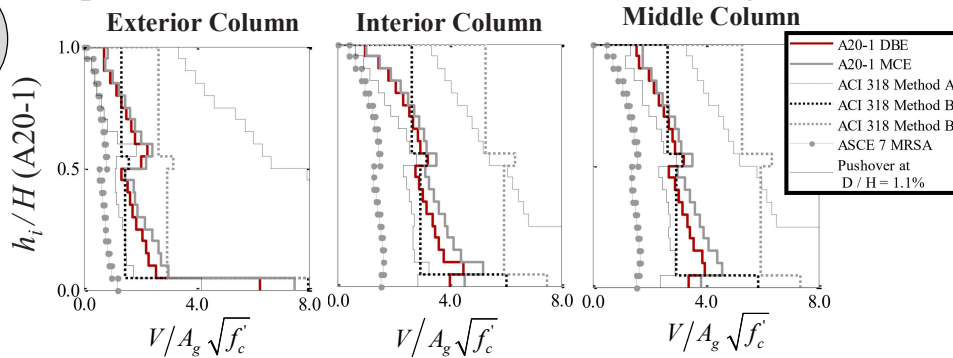 Exterior Column
Interior Column
Middle Column
h_i / H (A20-1)
1.0
0.5
0.0
0.0 4.0 8.0
0.0 4.0 8.0
0.0 4.0 8.0
V / A_g √f'_c
V / A_g √f'_c
V / A_g √f'_c
A20-1 DBE
A20-1 MCE
ACI 318 Method A
ACI 318 Method B
ACI 318 Method B
ASCE 7 MRSA
Pushover at
D / H = 1.1%